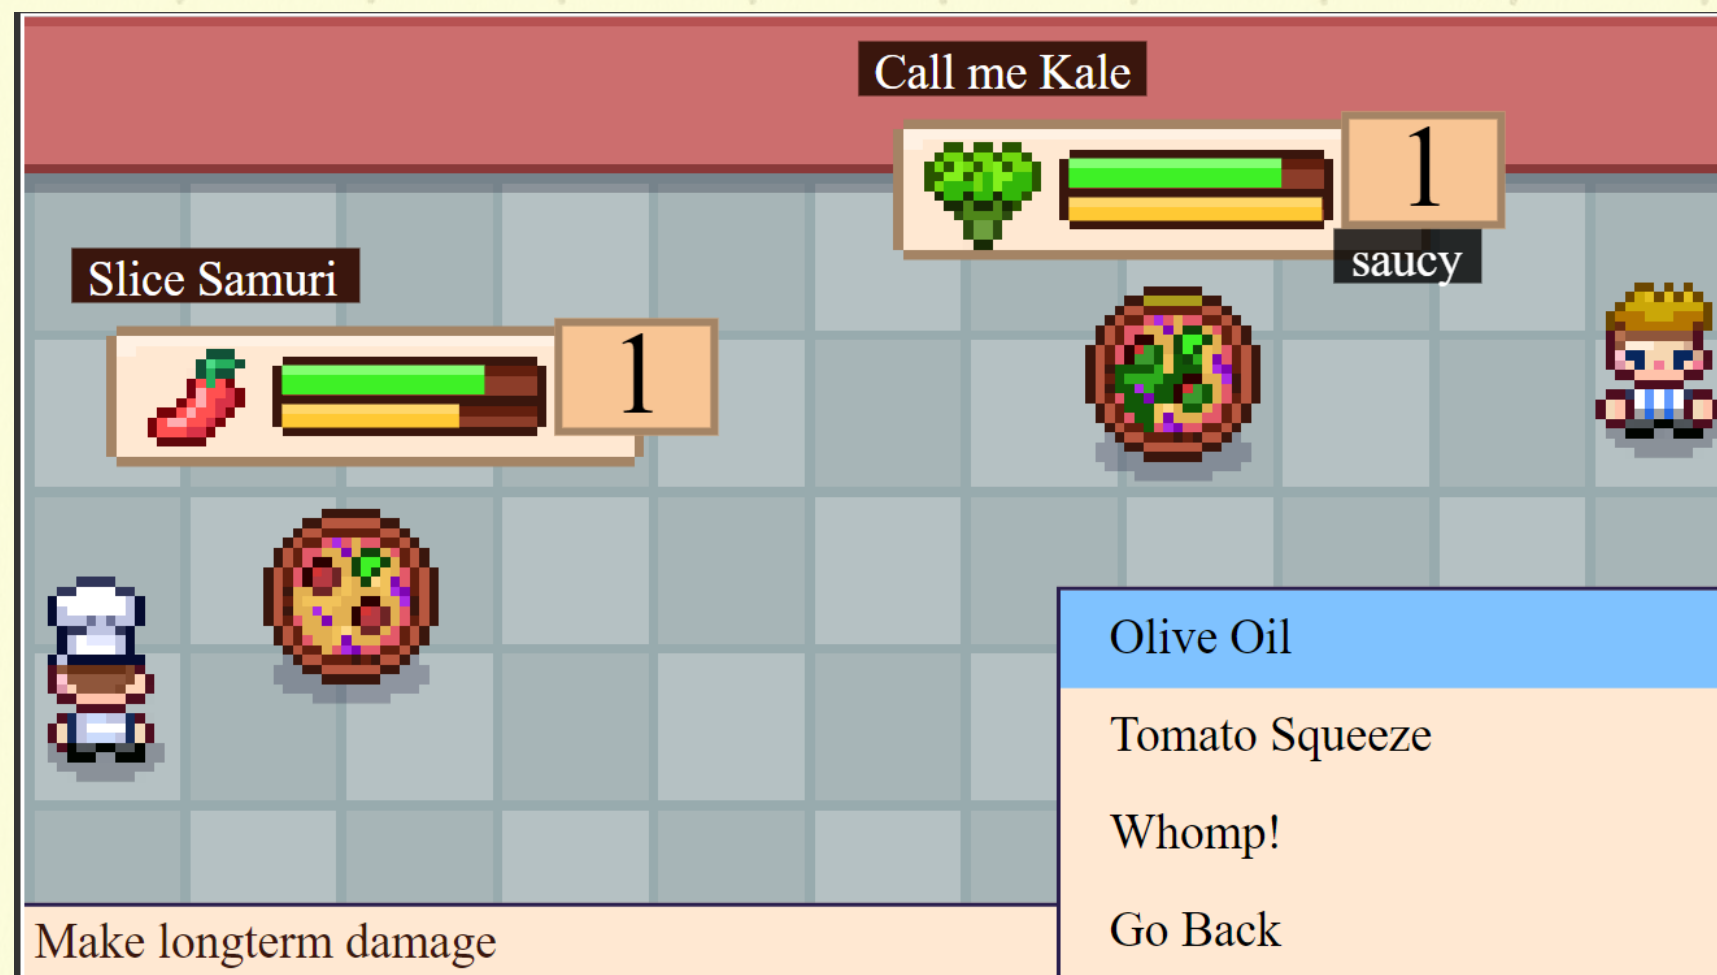 Call me Kale
1
saucy
Slice Samuri
1
Olive Oil
Tomato Squeeze
Whomp!
Go Back
Make longterm damage